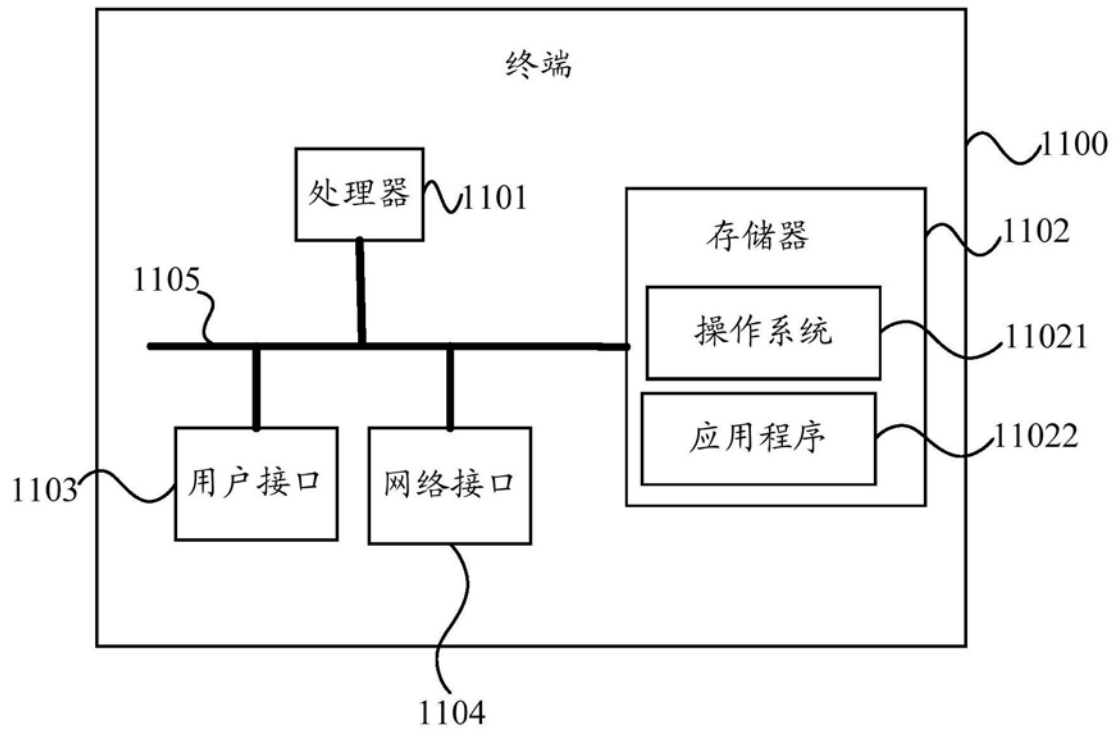 终端
1100
处理器
1101
存储器
1102
1105
操作系统
11021
应用程序
11022
用户接口
1103
网络接口
1104